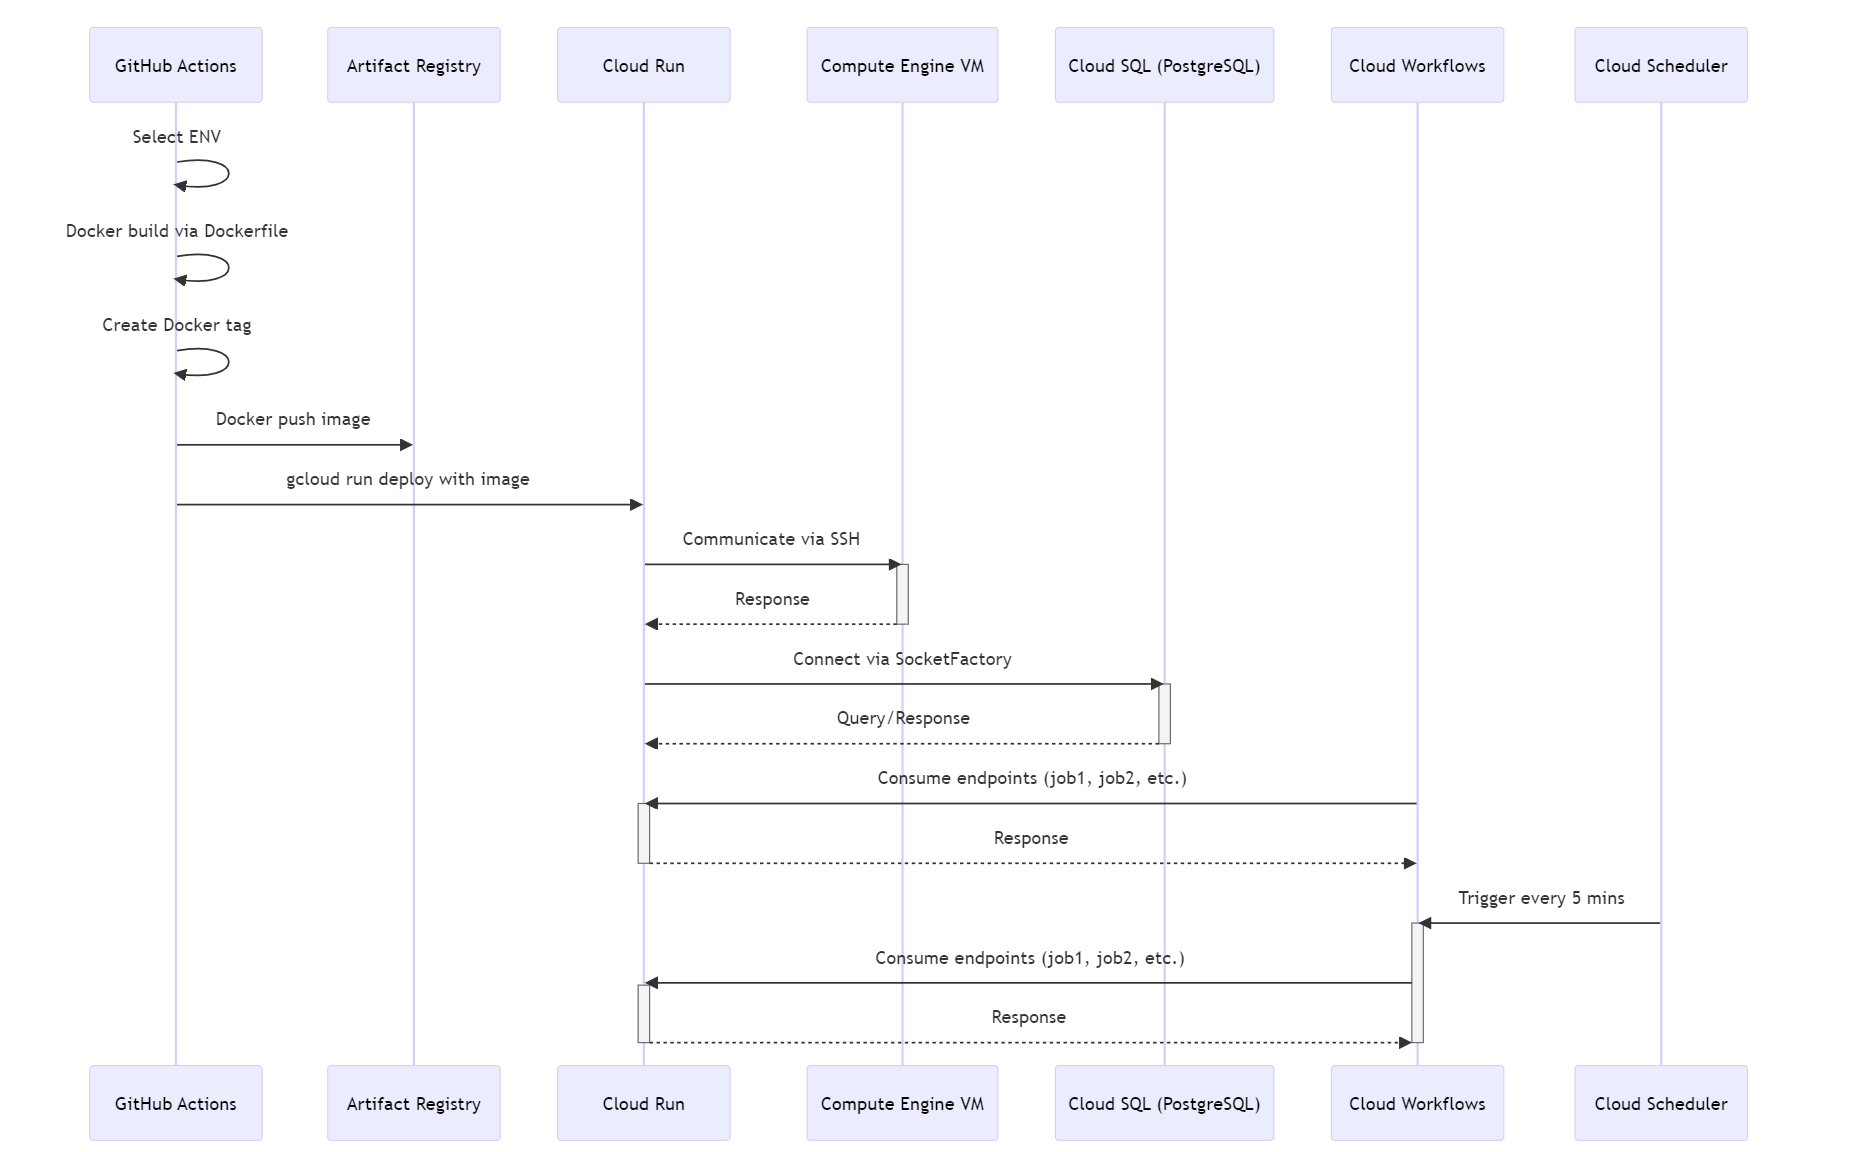 GitHub Actions
Artifact Registry
Cloud Run
Compute Engine VM
Cloud SQL (PostgreSQL)
Cloud Workflows
Cloud Scheduler
Select ENV
Docker build via Dockerfile
Create Docker tag
Docker push image
gcloud run deploy with image
Communicate via SSH
Response
Connect via SocketFactory
Query/Response
Consume endpoints (job1, job2, etc.)
Response
Trigger every 5 mins
Consume endpoints (job1, job2, etc.)
Response
GitHub Actions
Artifact Registry
Cloud Run
Compute Engine VM
Cloud SQL (PostgreSQL)
Cloud Workflows
Cloud Scheduler